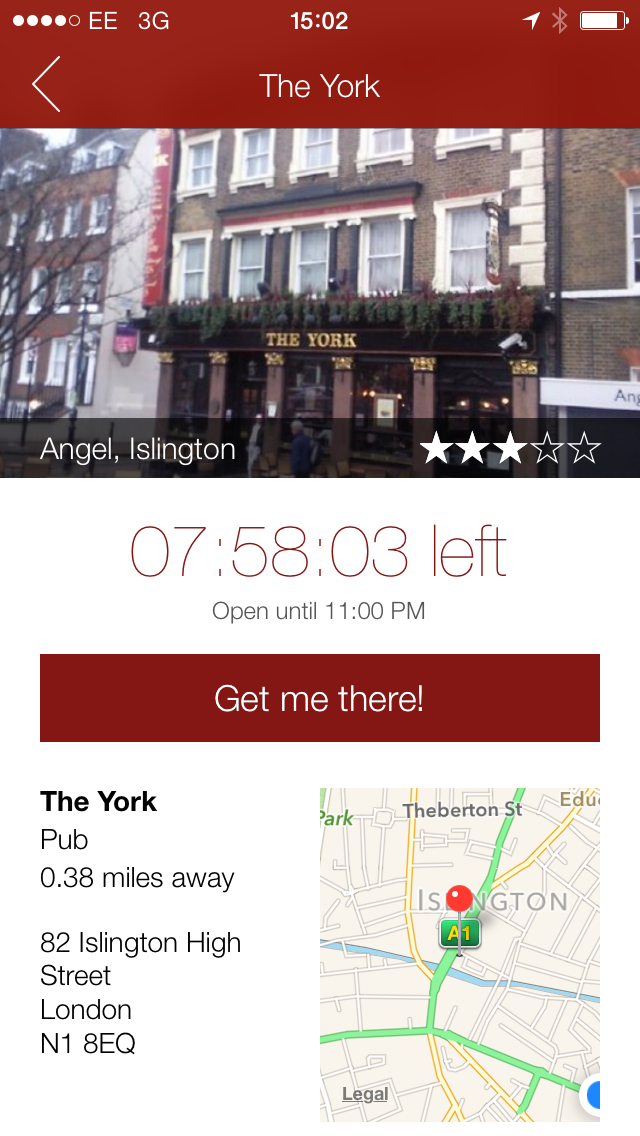 EE 3G 15:02
The York
THE YORK
Angel, Islington ★★★☆☆
07:58:03 left
Open until 11:00 PM
Get me there!
The York
Pub
0.38 miles away
82 Islington High
Street
London
N1 8EQ
Park
Theberton St
Edu
ISLINGTON
A1
Legal